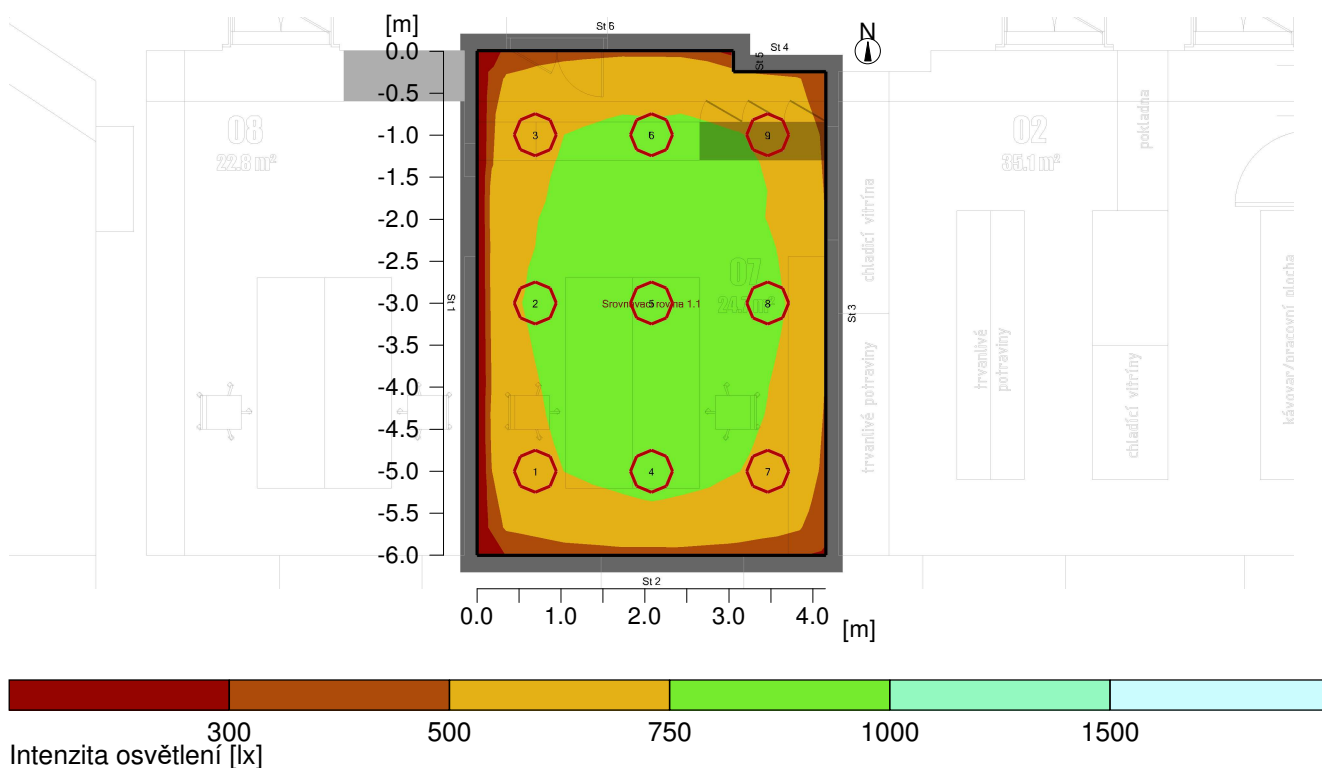 [m]
St 6
St 4
N
0.0
St 5
-0.5
-1.0
-1.5
-2.0
-2.5
-3.0
-3.5
-4.0
-4.5
-5.0
-5.5
-6.0
08
22.8 m²
3
6
9
02
35.1 m²
pokladna
chladicí vitrína
07
St 1
2
Srovnávací rovina 1.1
5
8
St 3
trvanlivé potraviny
trvanlivé
potraviny
chladící vitríny
1
4
7
St 2
0.0
1.0
2.0
3.0
4.0
[m]
300
500
750
1000
1500
Intenzita osvětlení [lx]